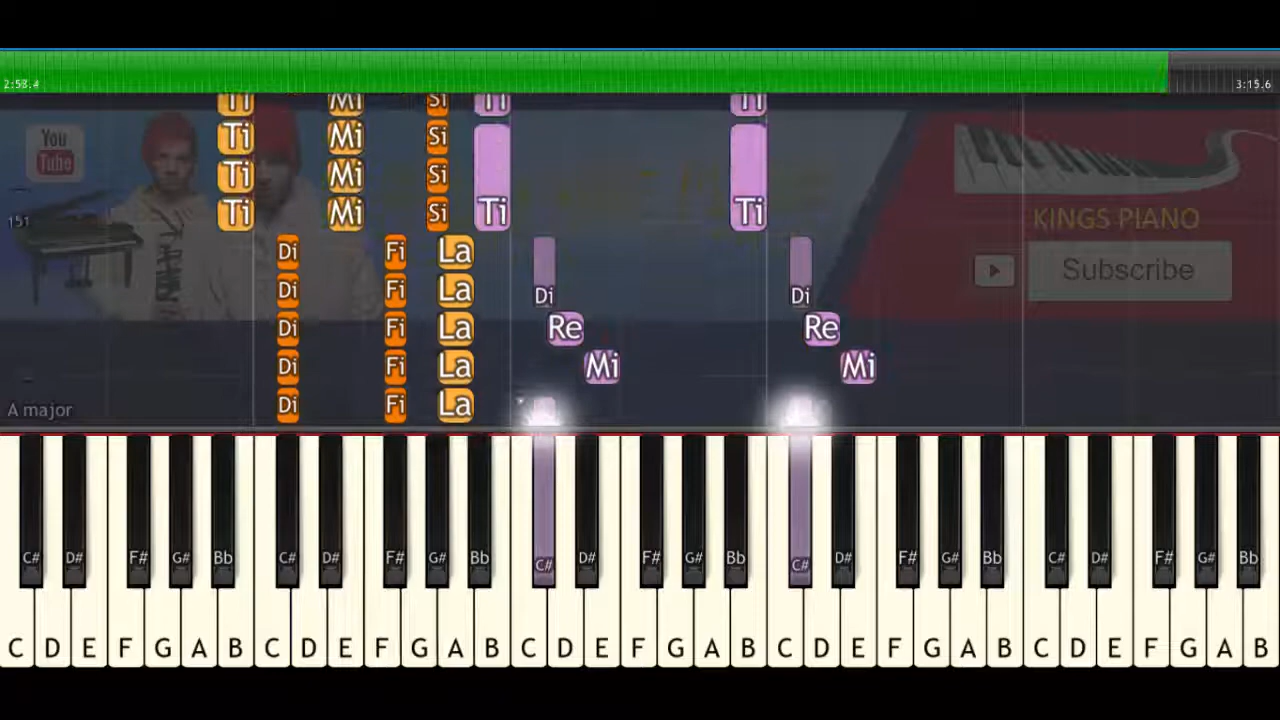 2:58.4 3:15.6
Ti Mi Si Ti Ti
You Tube
Ti Mi Si
Ti Mi Si
151 Ti Mi Si Ti Ti
KINGS PIANO
Di Fi La
Subscribe
Di Fi La Di Di
Di Fi La Re Re
Di Fi La Mi Mi
A major Di Fi La
C# D# F# G# Bb C# D# F# G# Bb C# D# F# G# Bb C# D# F# G# Bb C# D# F# G# Bb
C D E F G A B C D E F G A B C D E F G A B C D E F G A B C D E F G A B